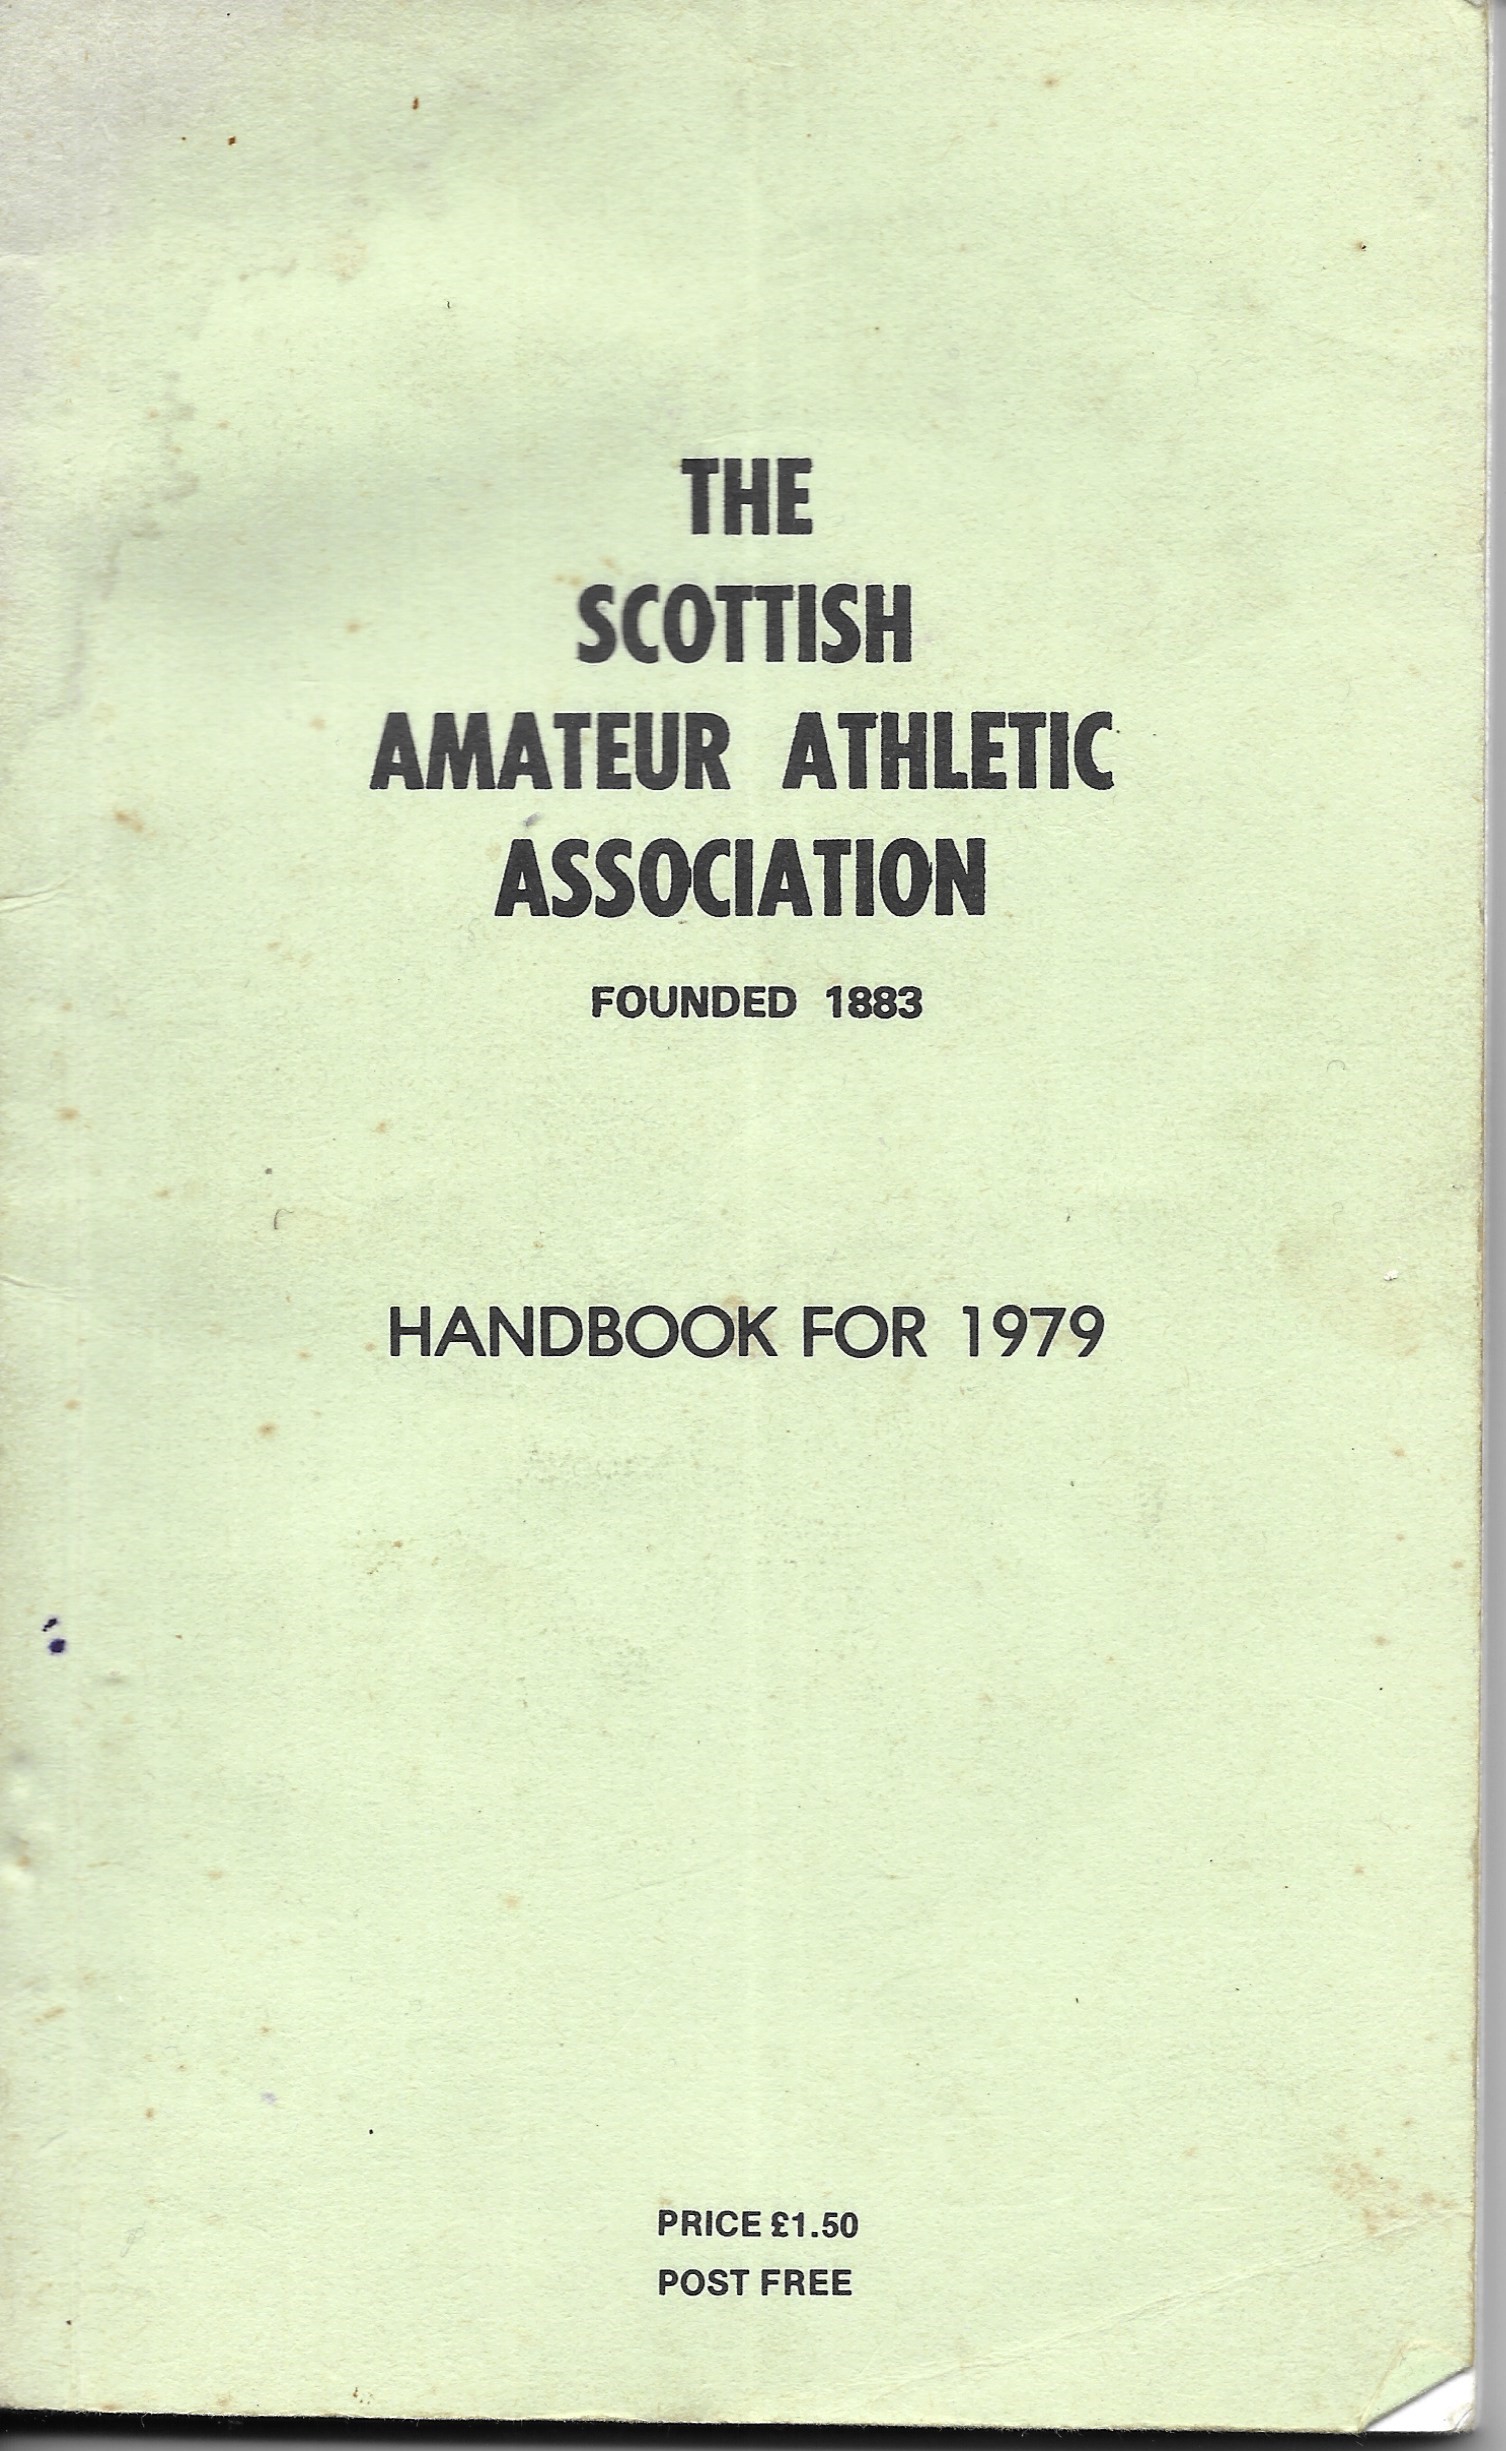 THE
SCOTTISH
AMATEUR ATHLETIC
ASSOCIATION
FOUNDED 1883
HANDBOOK FOR 1979
PRICE £1.50
POST FREE